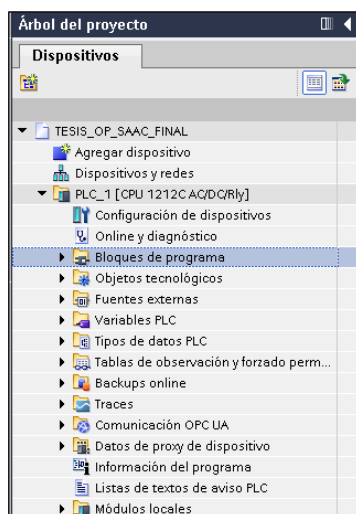 Árbol del proyecto
Dispositivos
TESIS_OP_SAAC_FINAL
Agregar dispositivo
Dispositivos y redes
PLC_1 [CPU 1212C AC/DC/Rly]
Configuración de dispositivos
Online y diagnóstico
Bloques de programa
Objetos tecnológicos
Fuentes externas
Variables PLC
Tipos de datos PLC
Tablas de observación y forzado perm...
Backups online
Traces
Comunicación OPC UA
Datos de proxy de dispositivo
Información del programa
Listas de textos de aviso PLC
Módulos locales